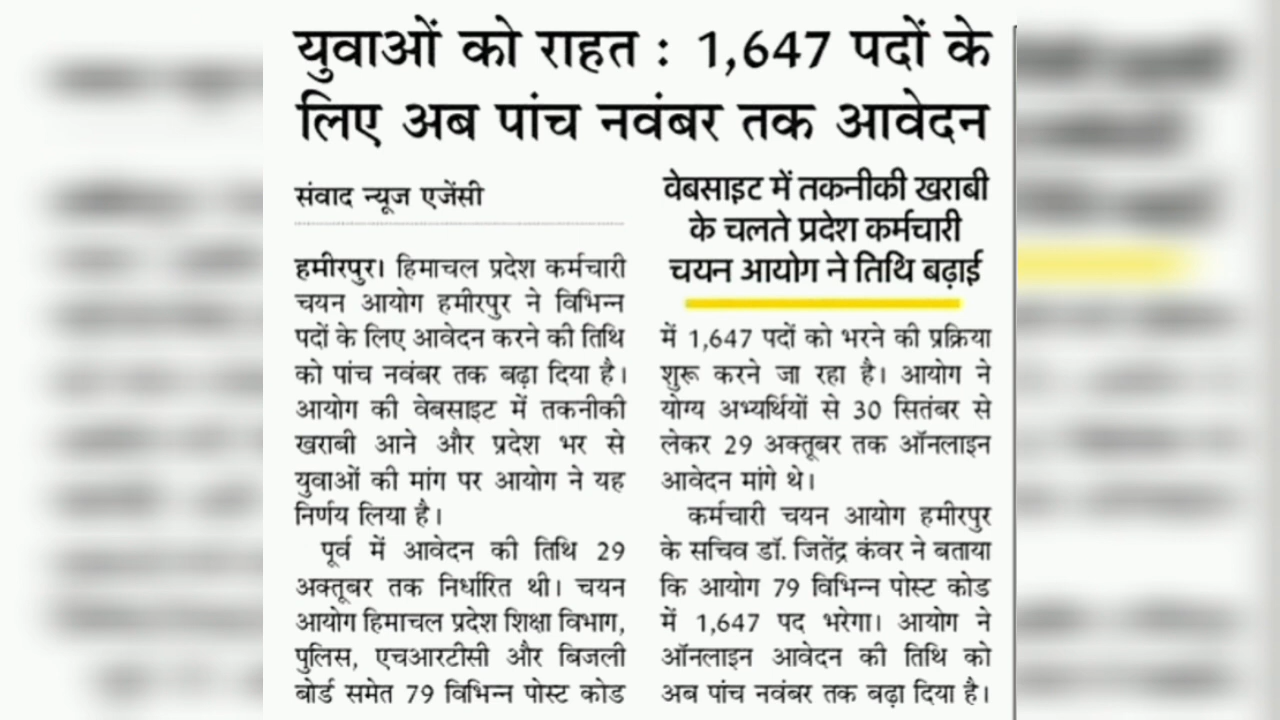 युवाओं को राहत : 1,647 पदों के
लिए अब पांच नवंबर तक आवेदन
संवाद न्यूज एजेंसी
हमीरपुर। हिमाचल प्रदेश कर्मचारी
चयन आयोग हमीरपुर ने विभिन्न
पदों के लिए आवेदन करने की तिथि
को पांच नवंबर तक बढ़ा दिया है।
आयोग की वेबसाइट में तकनीकी
खराबी आने और प्रदेश भर से
युवाओं की मांग पर आयोग ने यह
निर्णय लिया है।
पूर्व में आवेदन की तिथि 29
अक्तूबर तक निर्धारित थी। चयन
आयोग हिमाचल प्रदेश शिक्षा विभाग,
पुलिस, एचआरटीसी और बिजली
बोर्ड समेत 79 विभिन्न पोस्ट कोड
वेबसाइट में तकनीकी खराबी
के चलते प्रदेश कर्मचारी
चयन आयोग ने तिथि बढ़ाई
में 1,647 पदों को भरने की प्रक्रिया
शुरू करने जा रहा है। आयोग ने
योग्य अभ्यर्थियों से 30 सितंबर से
लेकर 29 अक्तूबर तक ऑनलाइन
आवेदन मांगे थे।
कर्मचारी चयन आयोग हमीरपुर
के सचिव डॉ. जितेंद्र कंवर ने बताया
कि आयोग 79 विभिन्न पोस्ट कोड
में 1,647 पद भरेगा। आयोग ने
ऑनलाइन आवेदन की तिथि को
अब पांच नवंबर तक बढ़ा दिया है।